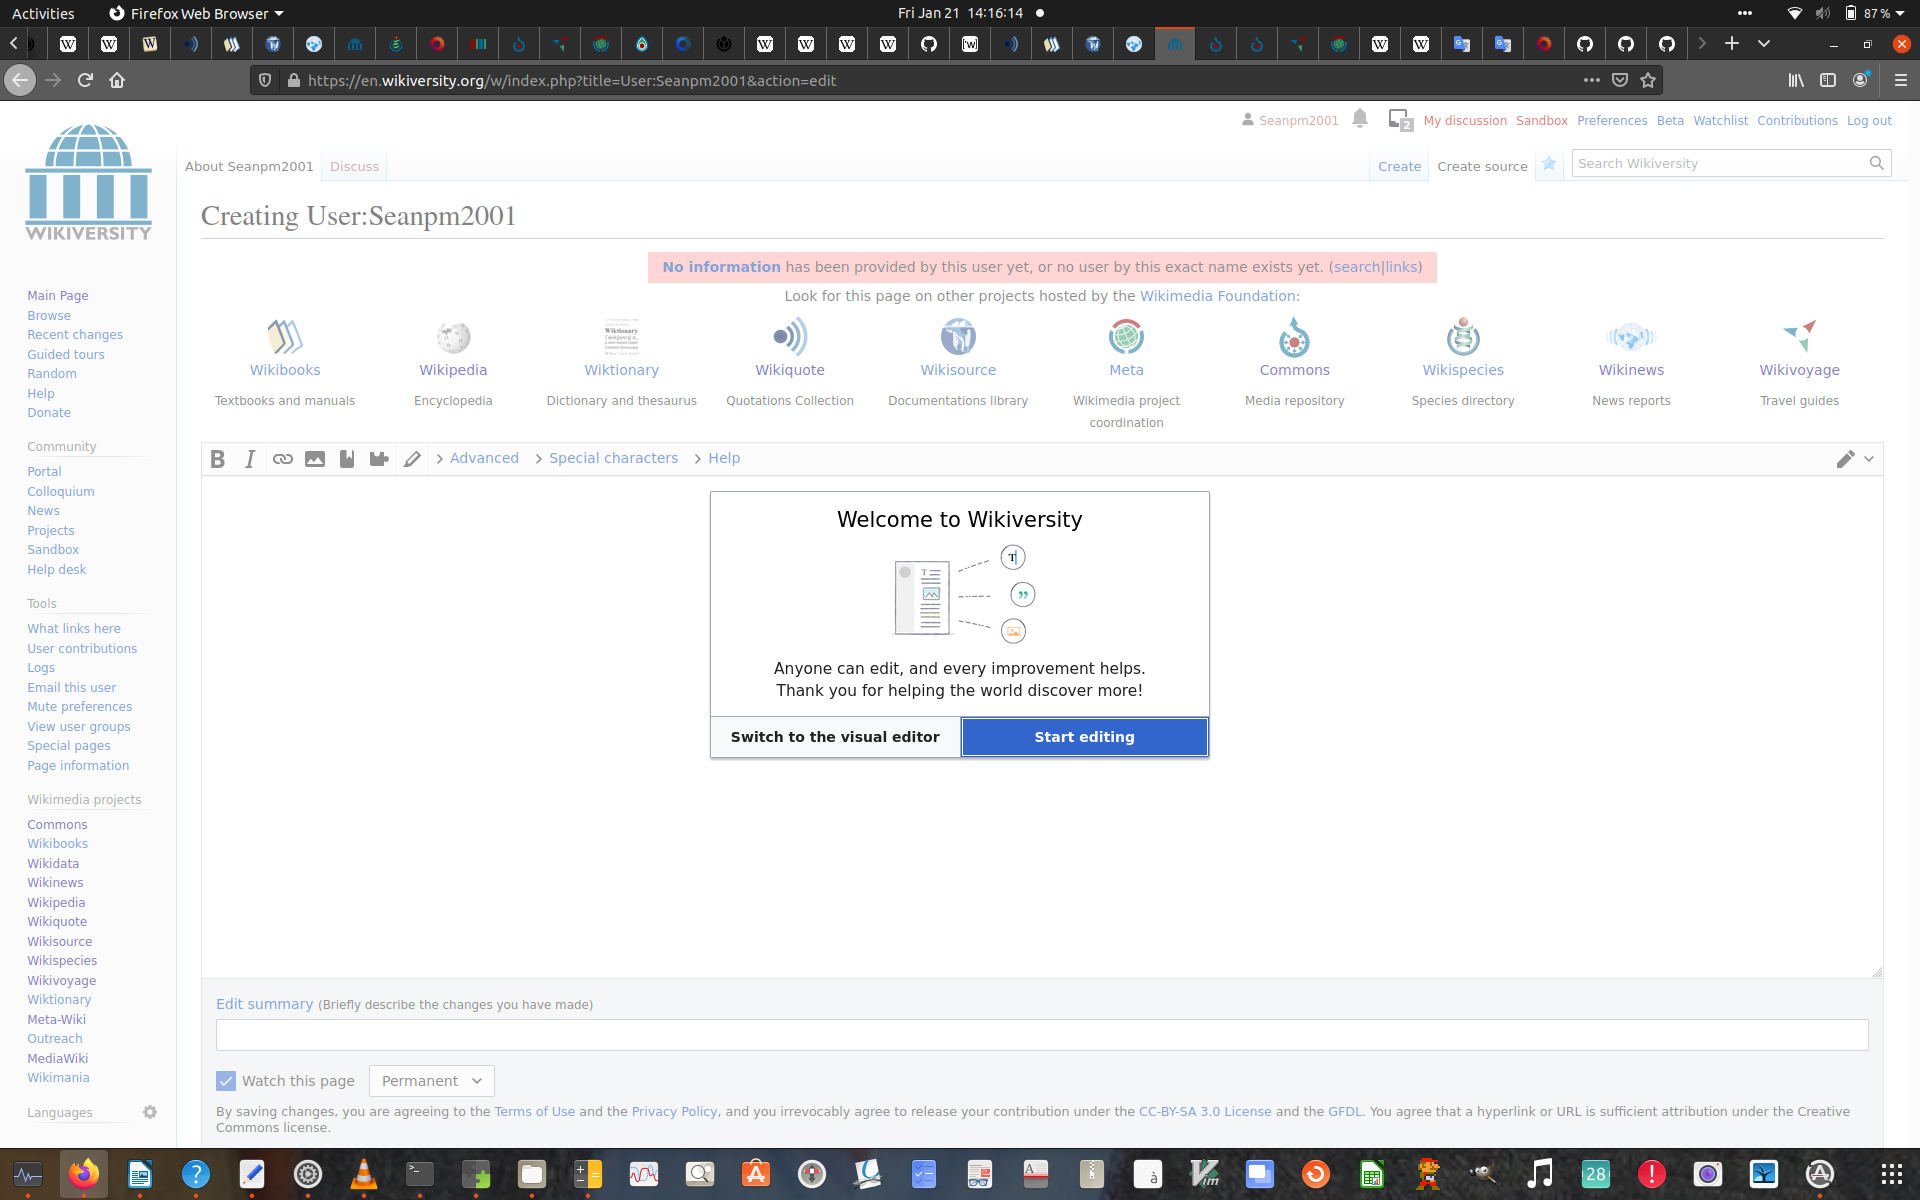 Activities
Firefox Web Browser
Fri Jan 21 14:16:14
87 %
https://en.wikiversity.org/w/index.php?title=User:Seanpm2001&action=edit
WIKIVERSITY
Seanpm2001
2
My discussion
Sandbox
Preferences
Beta
Watchlist
Contributions
Log out
About Seanpm2001
Discuss
Create
Create source
Search Wikiversity
Creating User:Seanpm2001
No information has been provided by this user yet, or no user by this exact name exists yet. (search|links)
Look for this page on other projects hosted by the Wikimedia Foundation:
Wikibooks
Textbooks and manuals
Wikipedia
Encyclopedia
Wiktionary
Dictionary and thesaurus
Wikiquote
Quotations Collection
Wikisource
Documentations library
Meta
Wikimedia project
coordination
Commons
Media repository
Wikispecies
Species directory
Wikinews
News reports
Wikivoyage
Travel guides
Main Page
Browse
Recent changes
Guided tours
Random
Help
Donate
Community
Portal
Colloquium
News
Projects
Sandbox
Help desk
Tools
What links here
User contributions
Logs
Email this user
Mute preferences
View user groups
Special pages
Page information
Wikimedia projects
Commons
Wikibooks
Wikidata
Wikinews
Wikipedia
Wikiquote
Wikisource
Wikispecies
Wikivoyage
Wiktionary
Meta-Wiki
Outreach
MediaWiki
Wikimania
Languages
B I
Advanced
Special characters
Help
Welcome to Wikiversity
Anyone can edit, and every improvement helps.
Thank you for helping the world discover more!
Switch to the visual editor
Start editing
Edit summary (Briefly describe the changes you have made)
Watch this page
Permanent
By saving changes, you are agreeing to the Terms of Use and the Privacy Policy, and you irrevocably agree to release your contribution under the CC-BY-SA 3.0 License and the GFDL. You agree that a hyperlink or URL is sufficient attribution under the Creative
Commons license.
28